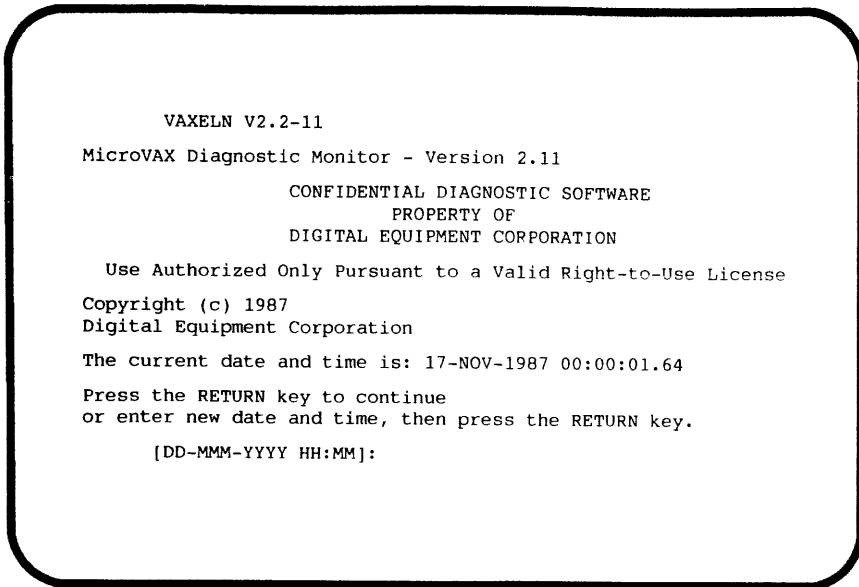 VAXELN V2.2-11
MicroVAX Diagnostic Monitor - Version 2.11
CONFIDENTIAL DIAGNOSTIC SOFTWARE
PROPERTY OF
DIGITAL EQUIPMENT CORPORATION
Use Authorized Only Pursuant to a Valid Right-to-Use License
Copyright (c) 1987
Digital Equipment Corporation
The current date and time is: 17-NOV-1987 00:00:01.64
Press the RETURN key to continue
or enter new date and time, then press the RETURN key.
[DD-MMM-YYYY HH:MM]: